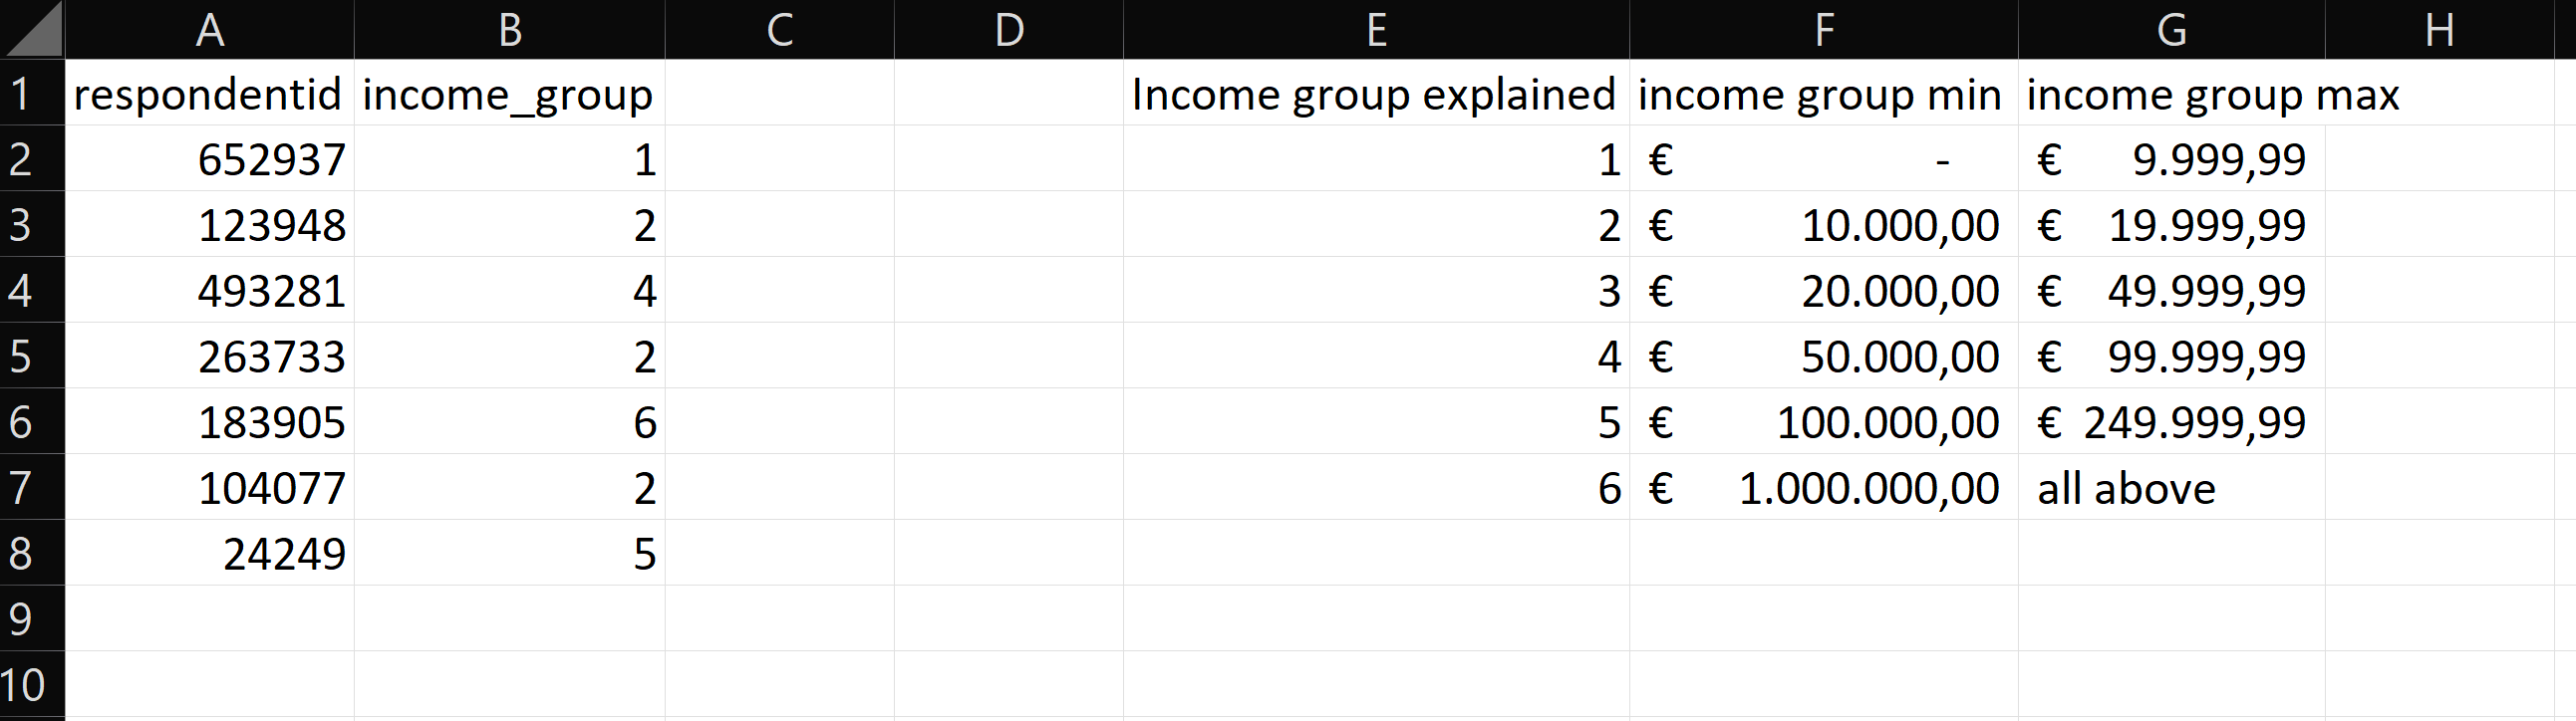 A B C D E F G H
1 respondentid income_group Income group explained income group min income group max
2 652937 1 1 € - € 9.999,99
3 123948 2 2 € 10.000,00 € 19.999,99
4 493281 4 3 € 20.000,00 € 49.999,99
5 263733 2 4 € 50.000,00 € 99.999,99
6 183905 6 5 € 100.000,00 € 249.999,99
7 104077 2 6 € 1.000.000,00 all above
8 24249 5
9
10